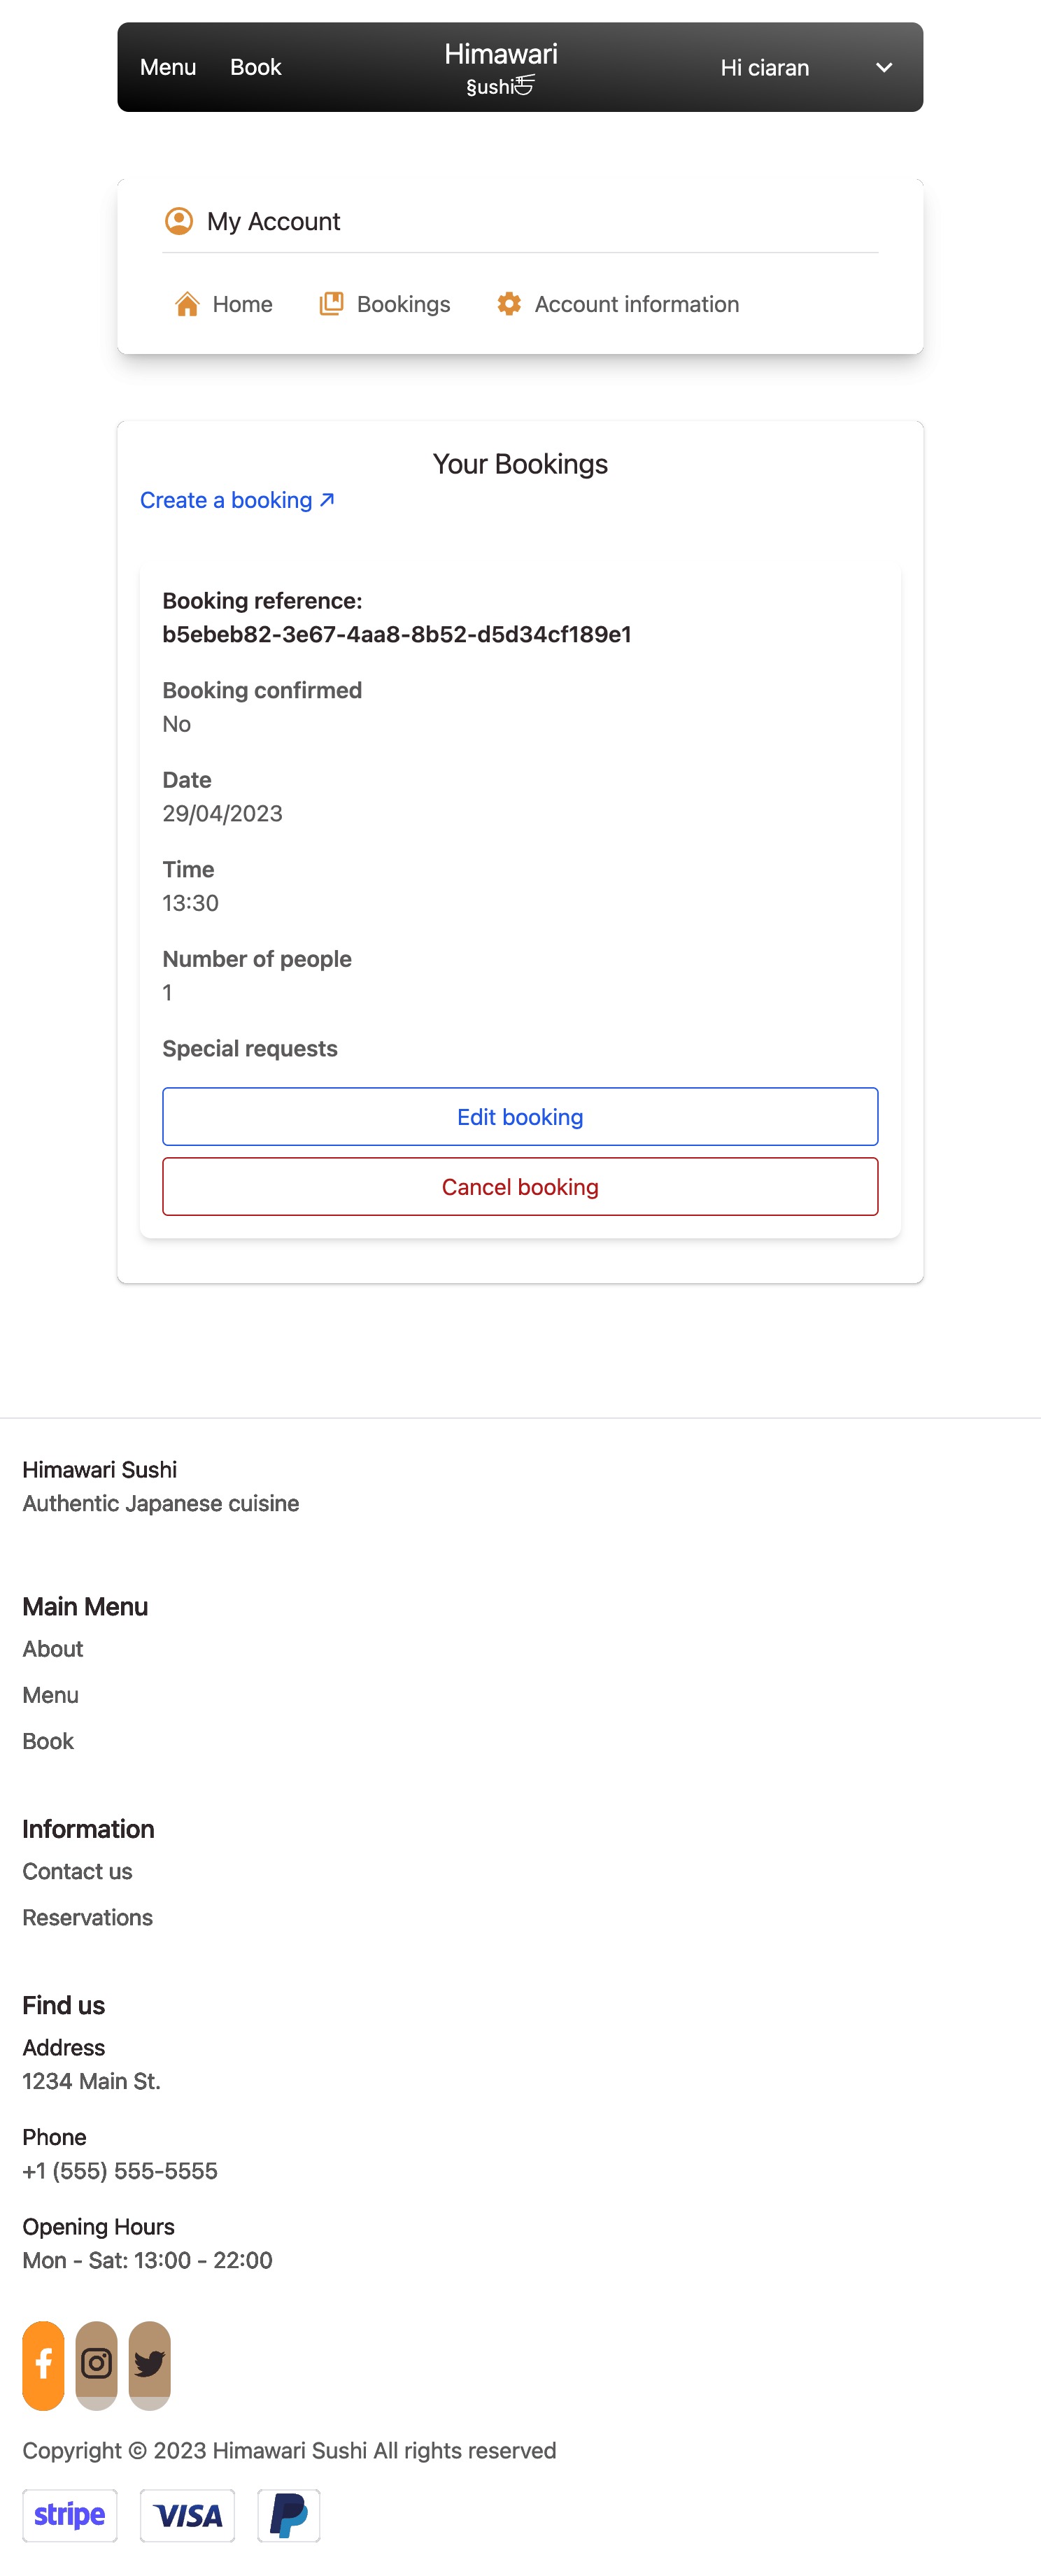 Menu
Book
Himawari
§ushi
Hi ciaran
My Account
Home
Bookings
Account information
Your Bookings
Create a booking
Booking reference:
b5ebeb82-3e67-4aa8-8b52-d5d34cf189e1
Booking confirmed
No
Date
29/04/2023
Time
13:30
Number of people
1
Special requests
Edit booking
Cancel booking
Himawari Sushi
Authentic Japanese cuisine
Main Menu
About
Menu
Book
Information
Contact us
Reservations
Find us
Address
1234 Main St.
Phone
+1 (555) 555-5555
Opening Hours
Mon - Sat: 13:00 - 22:00
Copyright © 2023 Himawari Sushi All rights reserved
stripe
VISA